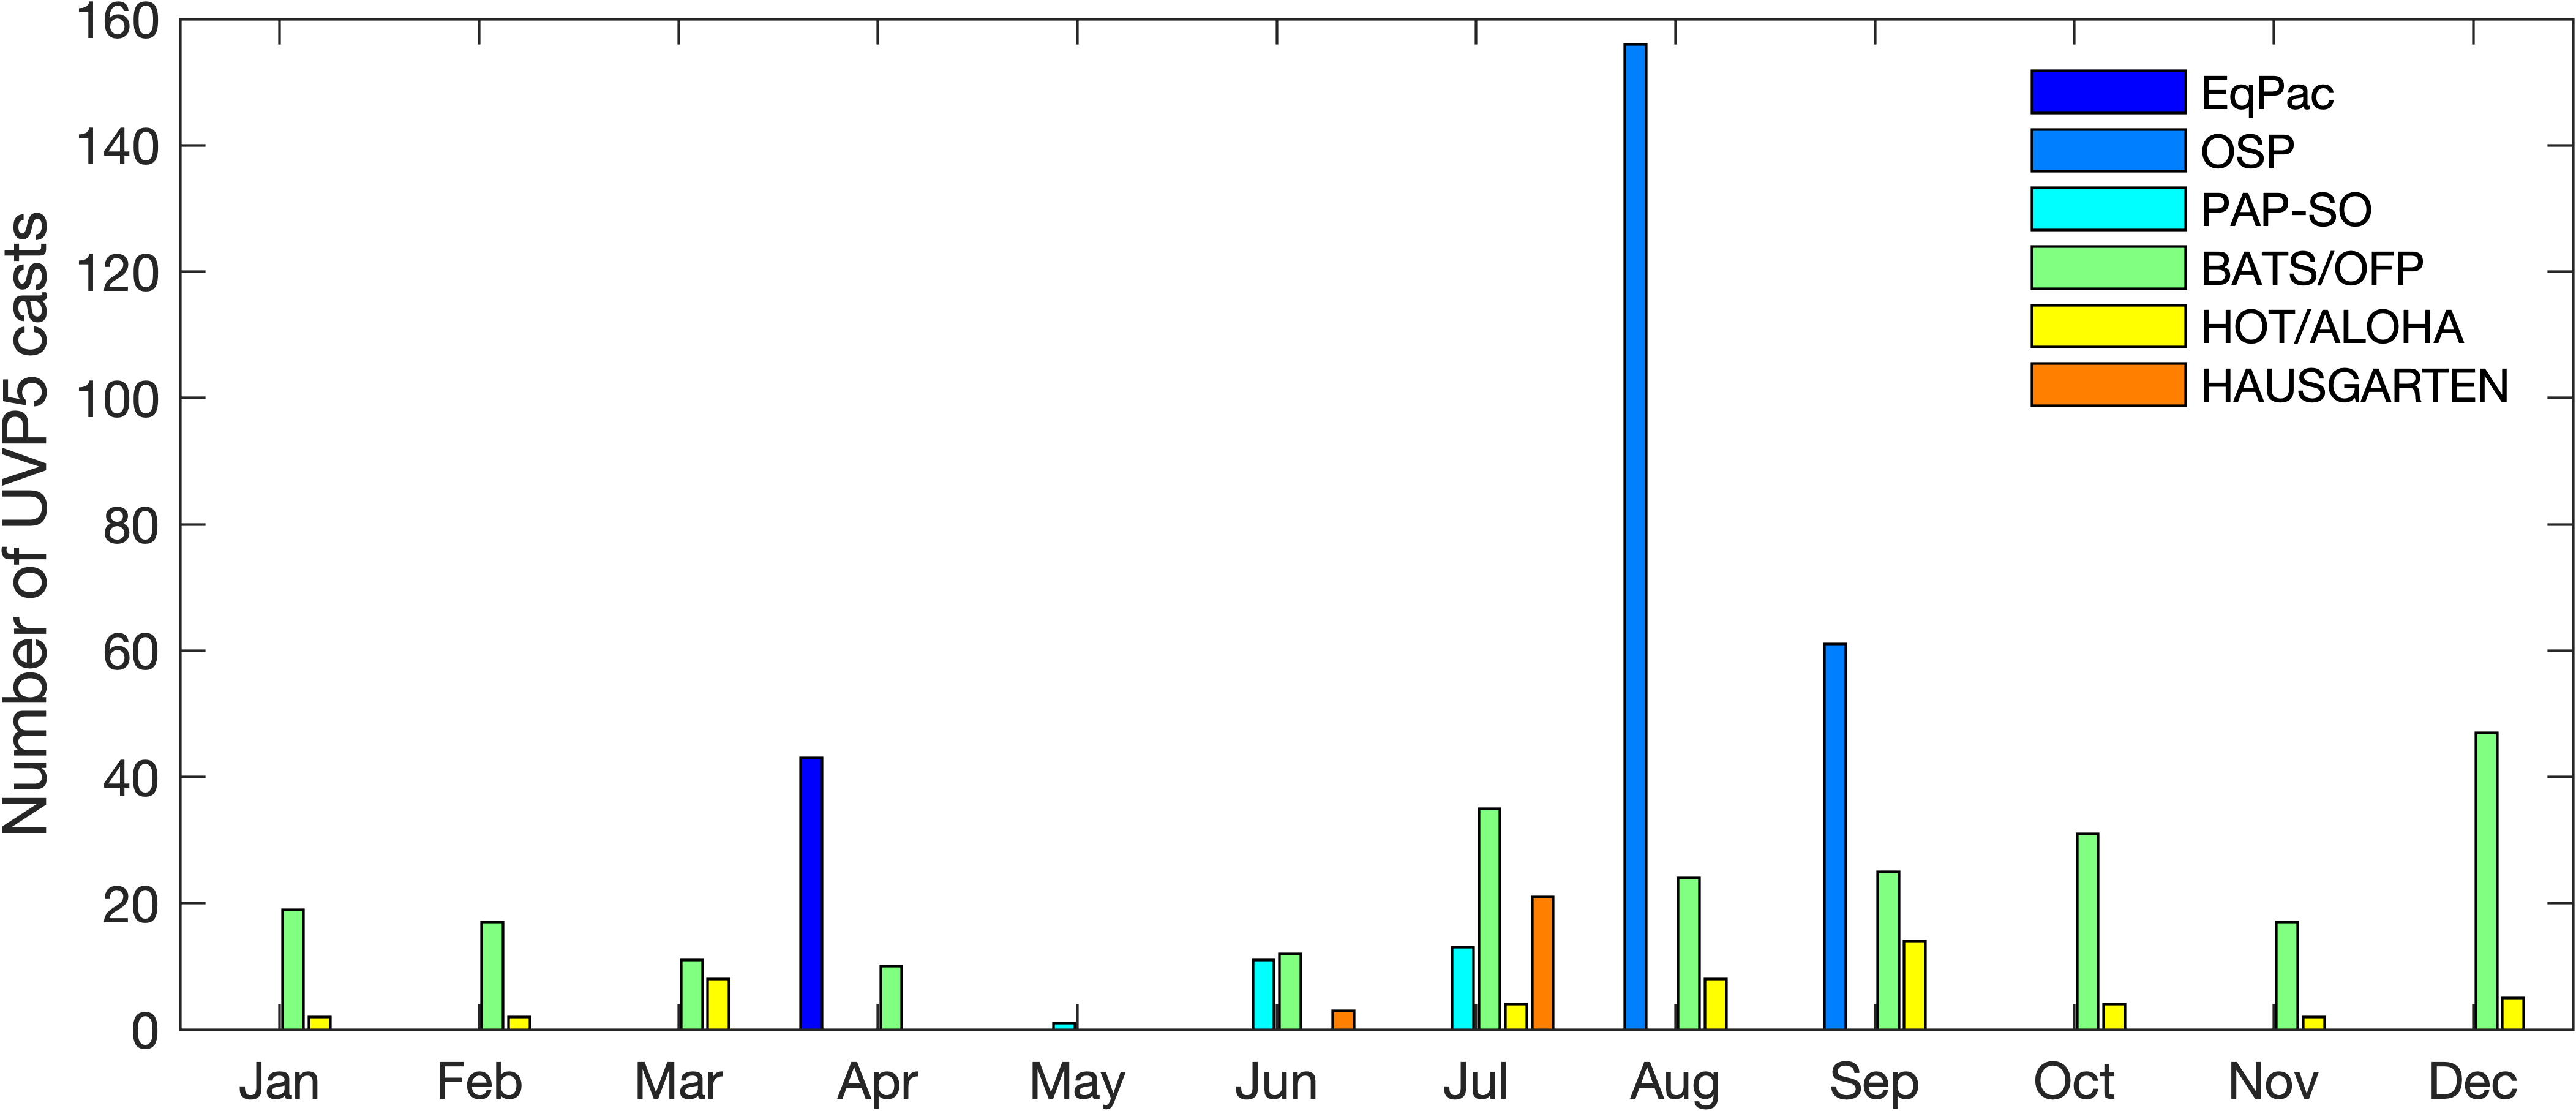 Number of UVP5 casts
160
140
120
100
80
60
40
20
0
EqPac
OSP
PAP-SO
BATS/OFP
HOT/ALOHA
HAUSGARTEN
Jan Feb Mar Apr May Jun Jul Aug Sep Oct Nov Dec